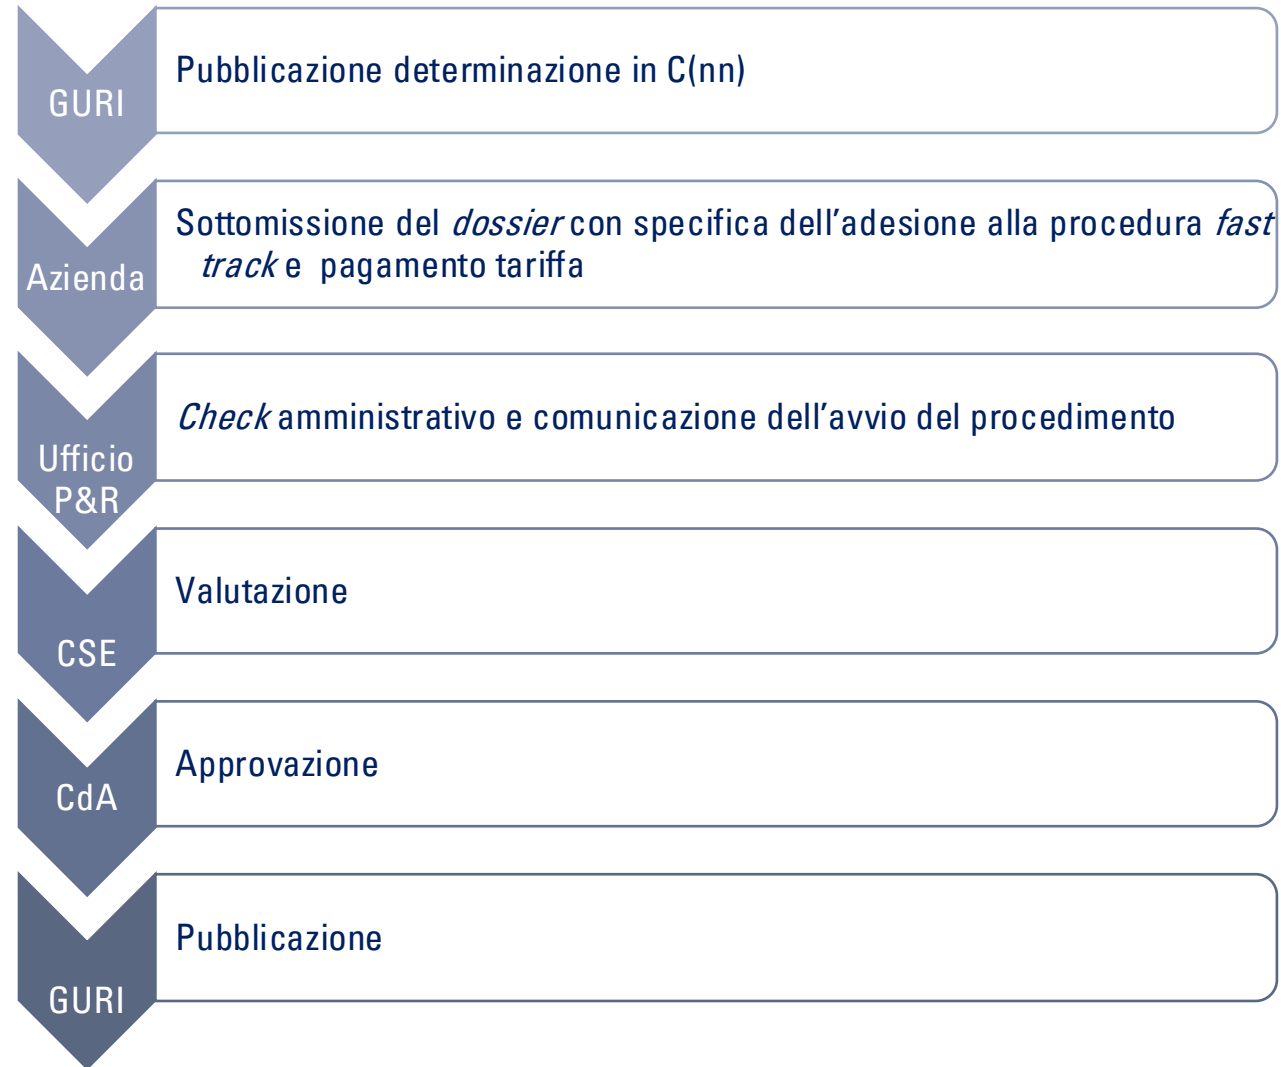 GURI
Pubblicazione determinazione in C(nn)
Azienda
Sottomissione del dossier con specifica dell’adesione alla procedura fast
track e pagamento tariffa
Ufficio
P&R
Check amministrativo e comunicazione dell’avvio del procedimento
CSE
Valutazione
CdA
Approvazione
GURI
Pubblicazione